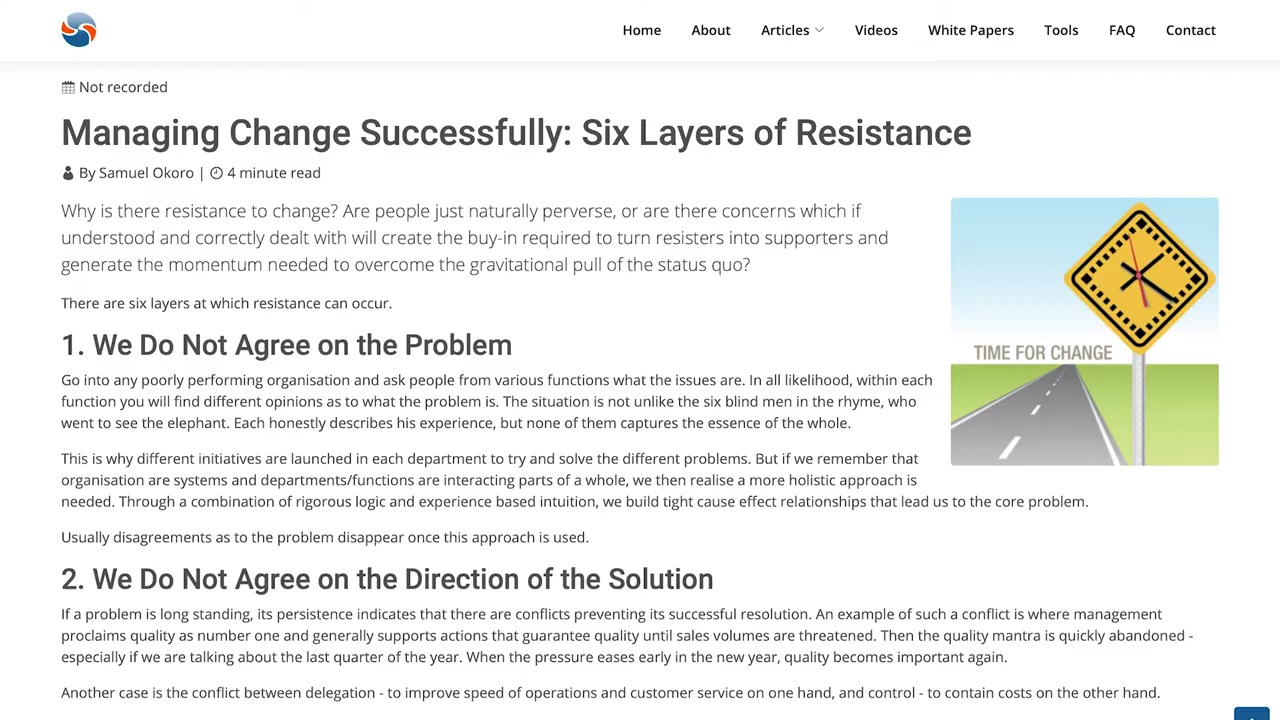 Home About Articles Videos White Papers Tools FAQ Contact
Not recorded
Managing Change Successfully: Six Layers of Resistance
By Samuel Okoro | 4 minute read
Why is there resistance to change? Are people just naturally perverse, or are there concerns which if
understood and correctly dealt with will create the buy-in required to turn resisters into supporters and
generate the momentum needed to overcome the gravitational pull of the status quo?
TIME FOR CHANGE
There are six layers at which resistance can occur.
1. We Do Not Agree on the Problem
Go into any poorly performing organisation and ask people from various functions what the issues are. In all likelihood, within each
function you will find different opinions as to what the problem is. The situation is not unlike the six blind men in the rhyme, who
went to see the elephant. Each honestly describes his experience, but none of them captures the essence of the whole.
This is why different initiatives are launched in each department to try and solve the different problems. But if we remember that
organisation are systems and departments/functions are interacting parts of a whole, we then realise a more holistic approach is
needed. Through a combination of rigorous logic and experience based intuition, we build tight cause effect relationships that lead us to the core problem.
Usually disagreements as to the problem disappear once this approach is used.
2. We Do Not Agree on the Direction of the Solution
If a problem is long standing, its persistence indicates that there are conflicts preventing its successful resolution. An example of such a conflict is where management
proclaims quality as number one and generally supports actions that guarantee quality until sales volumes are threatened. Then the quality mantra is quickly abandoned -
especially if we are talking about the last quarter of the year. When the pressure eases early in the new year, quality becomes important again.
Another case is the conflict between delegation - to improve speed of operations and customer service on one hand, and control - to contain costs on the other hand.